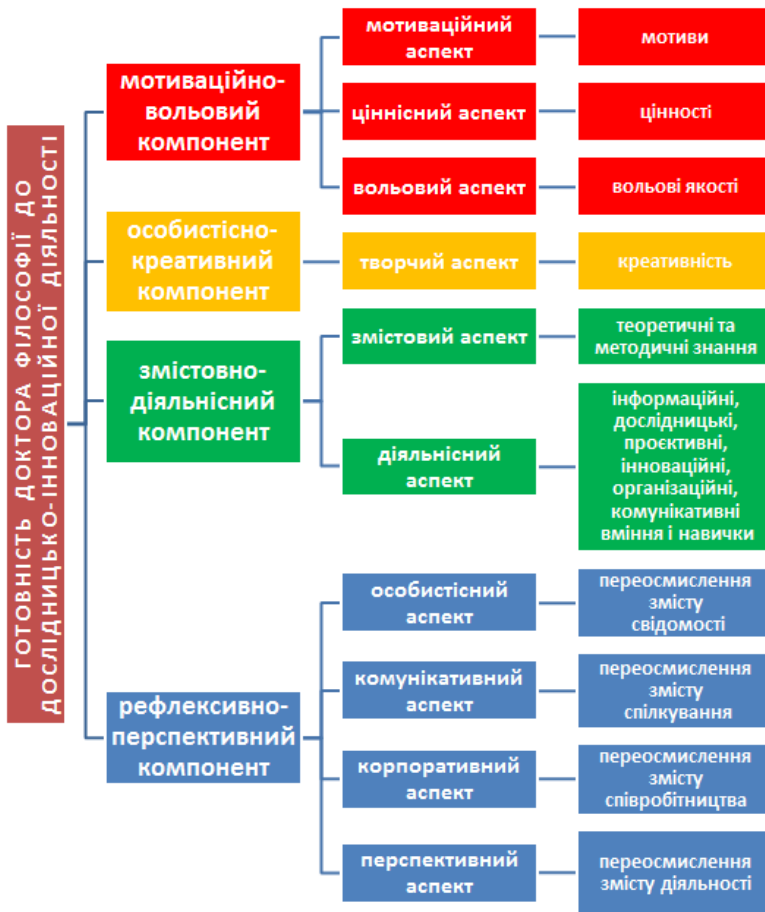 ГОТОВНІСТЬ ДОКТОРА ФІЛОСОФІЇ ДО
ДОСЛІДНИЦЬКО-ІННОВАЦІЙНОЇ ДІЯЛЬНОСТІ
мотиваційно-
вольовий
компонент
мотиваційний
аспект
мотиви
ціннісний аспект
цінності
вольовий аспект
вольові якості
особистісно-
креативний
компонент
творчий аспект
креативність
змістовно-
діяльнісний
компонент
змістовий аспект
теоретичні та
методичні знання
діяльнісний
аспект
інформаційні,
дослідницькі,
проєктивні,
інноваційні,
організаційні,
комунікативні
вміння і навички
рефлексивно-
перспективний
компонент
особистісний
аспект
переосмислення
змісту
свідомості
комунікативний
аспект
переосмислення
змісту
спілкування
корпоративний
аспект
переосмислення
змісту
співробітництва
перспективний
аспект
переосмислення
змісту діяльності